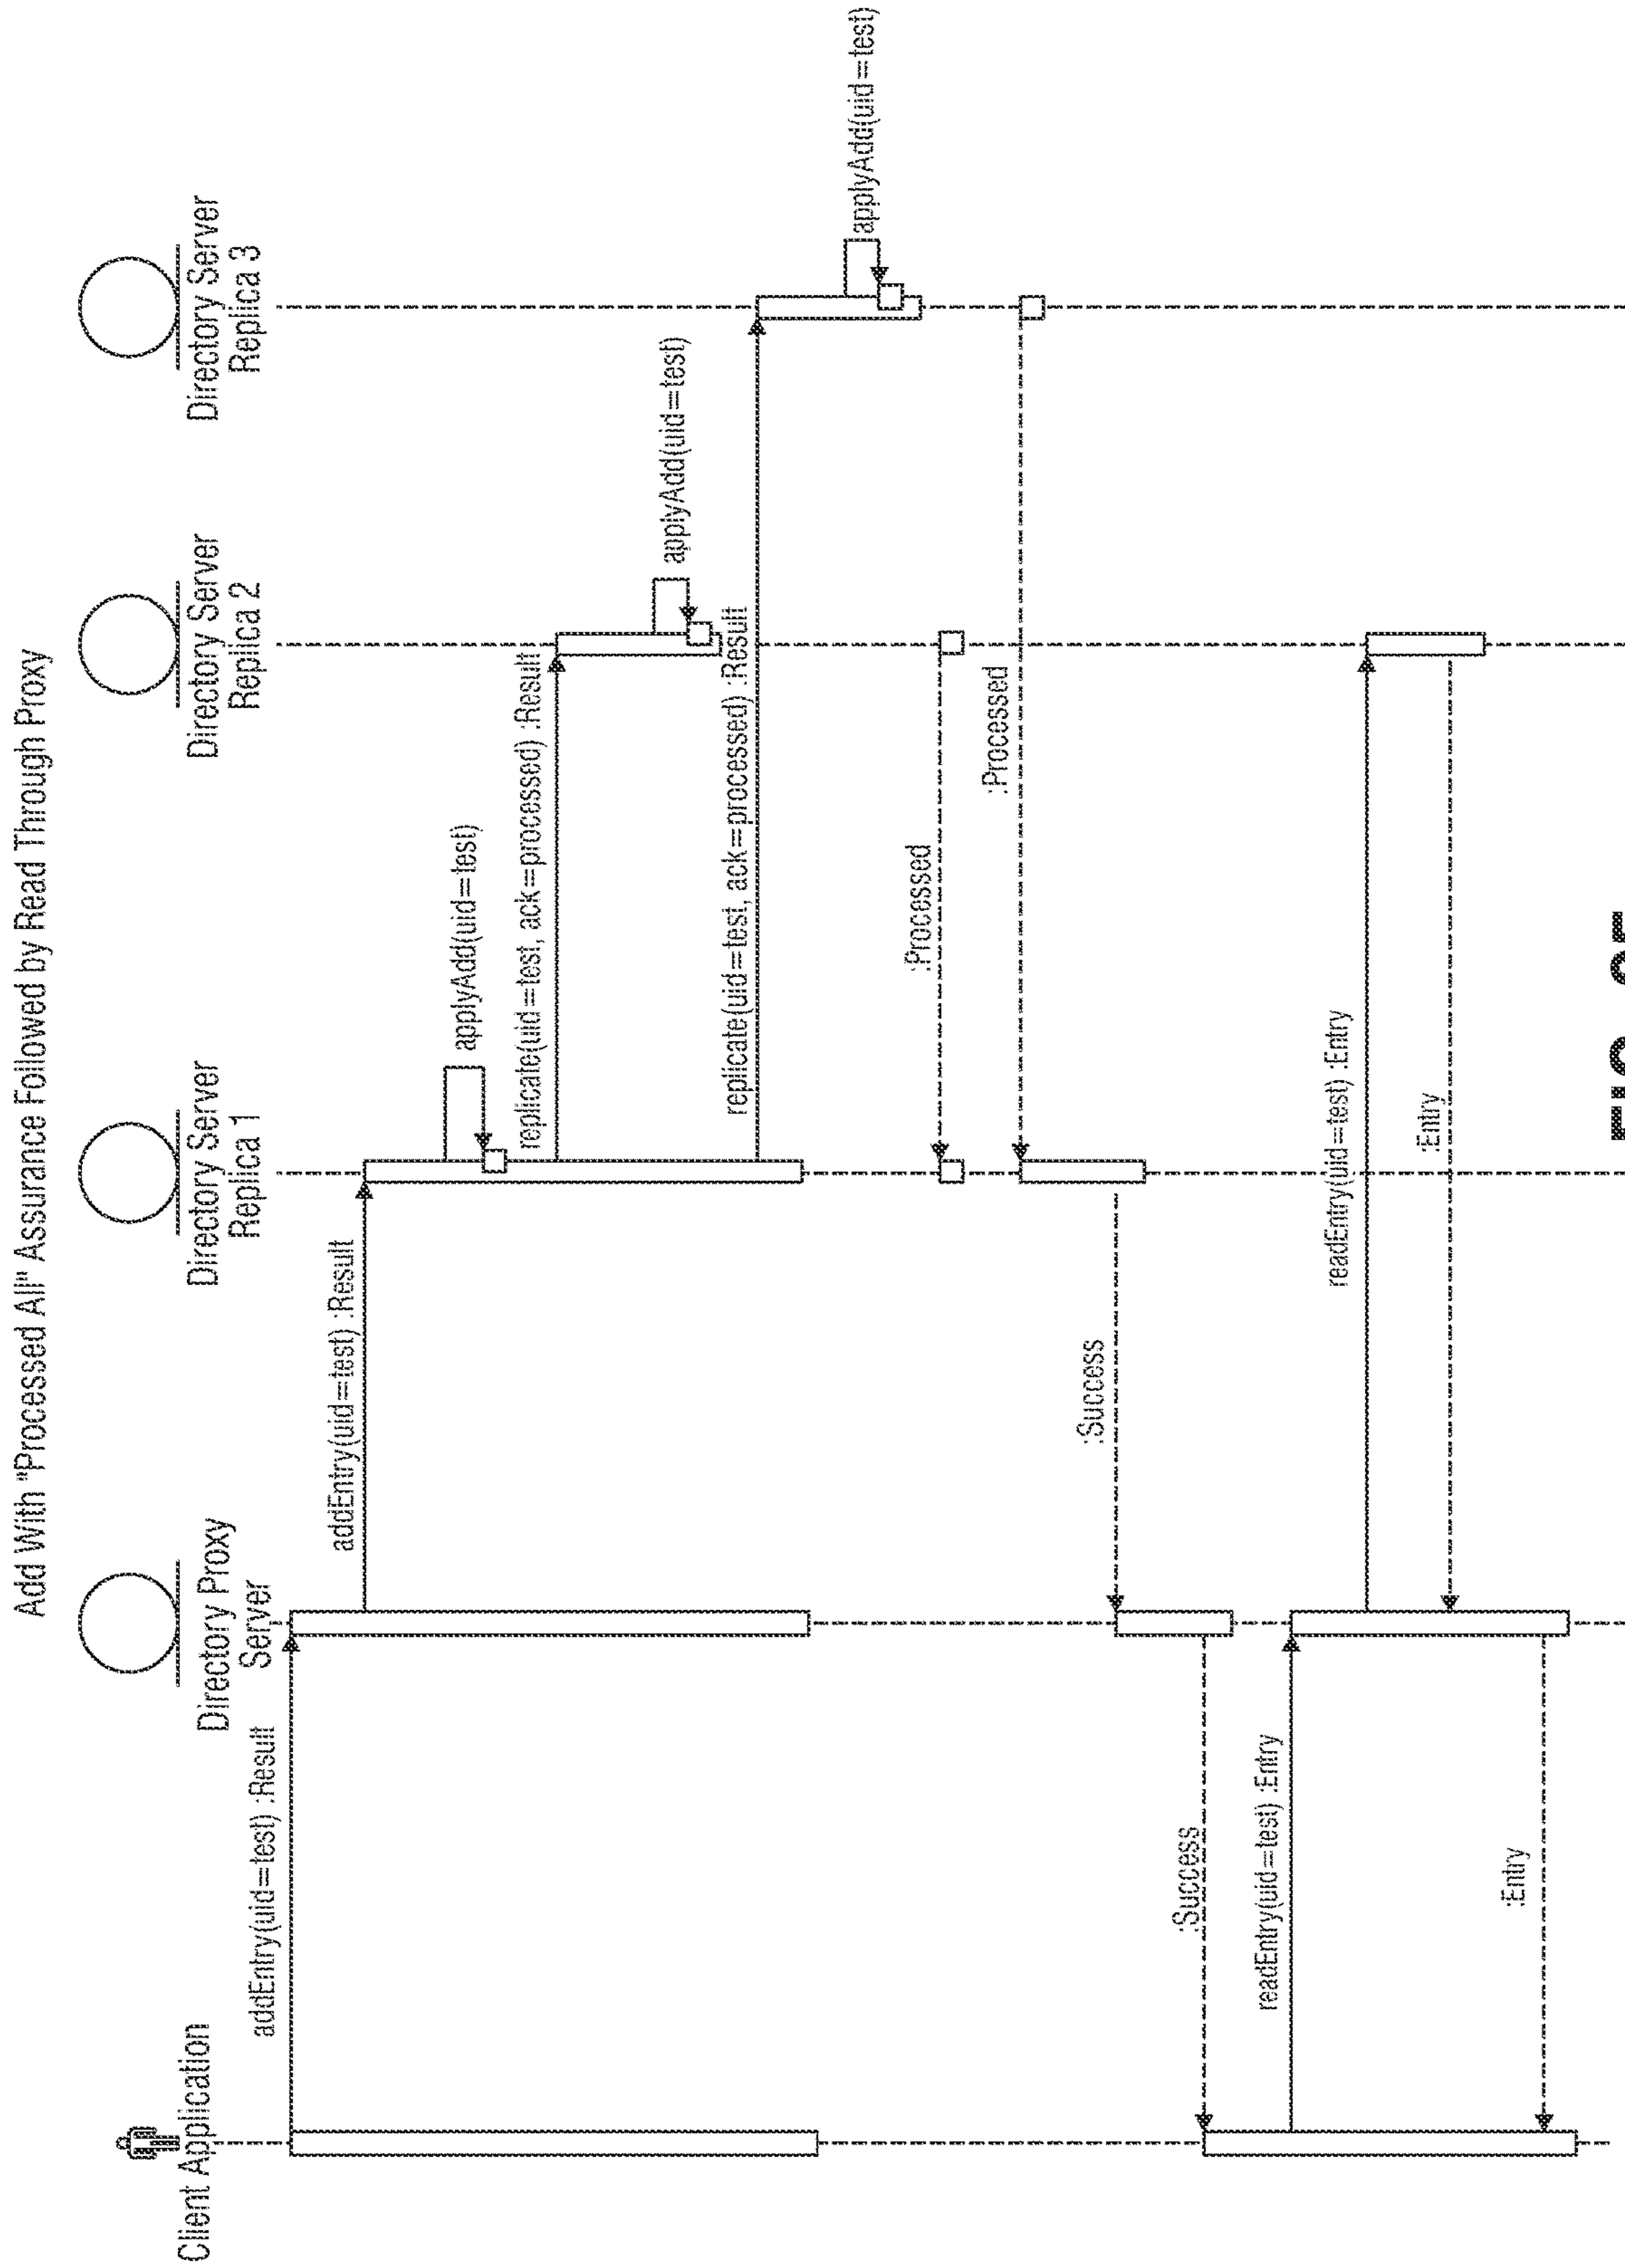 Add With "Processed All" Assurance Followed by Read Through Proxy
Client Application
Directory Proxy
Server
Directory Server
Replica 1
Directory Server
Replica 2
Directory Server
Replica 3
addEntry(uid=test) :Result
addEntry(uid=test) :Result
applyAdd(uid=test)
replicate(uid=test, ack=processed) :Result
applyAdd(uid=test)
replicate(uid=test, ack=processed) :Result
applyAdd(uid=test)
:Processed
:Processed
:Success
:Success
readEntry(uid=test) :Entry
readEntry(uid=test) :Entry
:Entry
:Entry